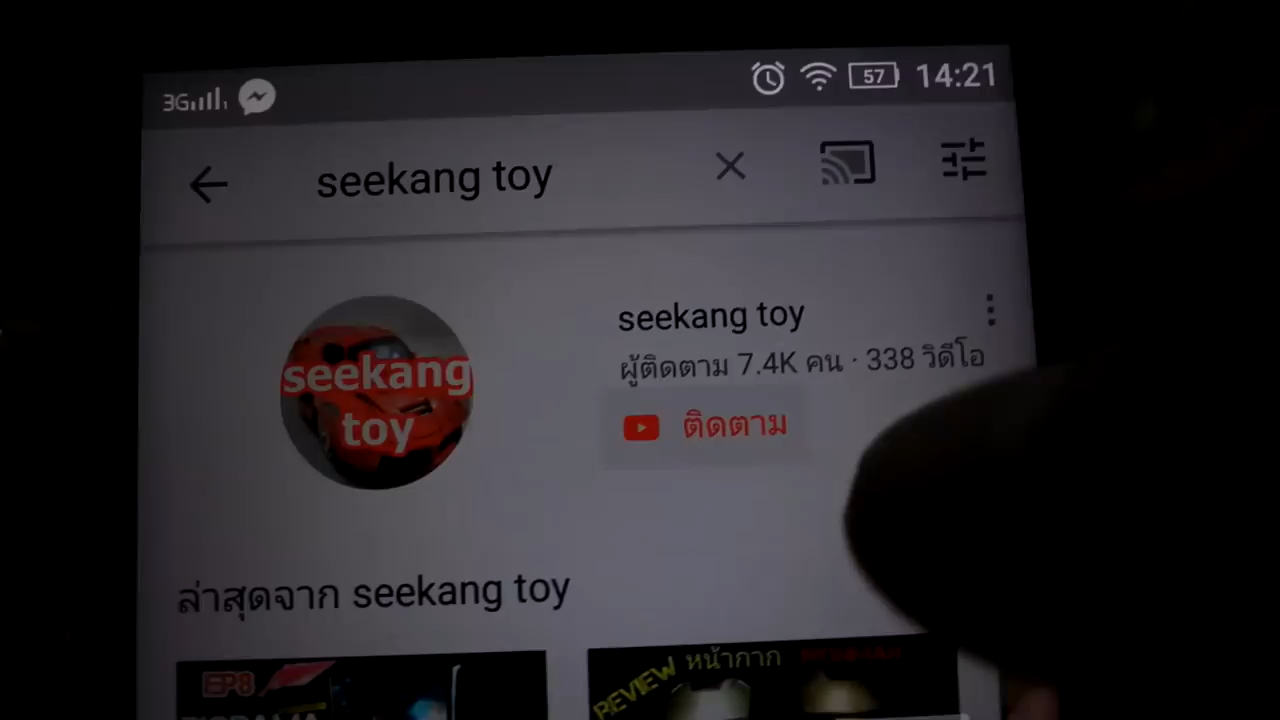 3G 57 14:21
seekang toy
seekang
toy
seekang toy
ผู้ติดตาม 7.4K คน · 338 วิดีโอ
ติดตาม
ล่าสุดจาก seekang toy
EP8
REVIEW หน้ากาก